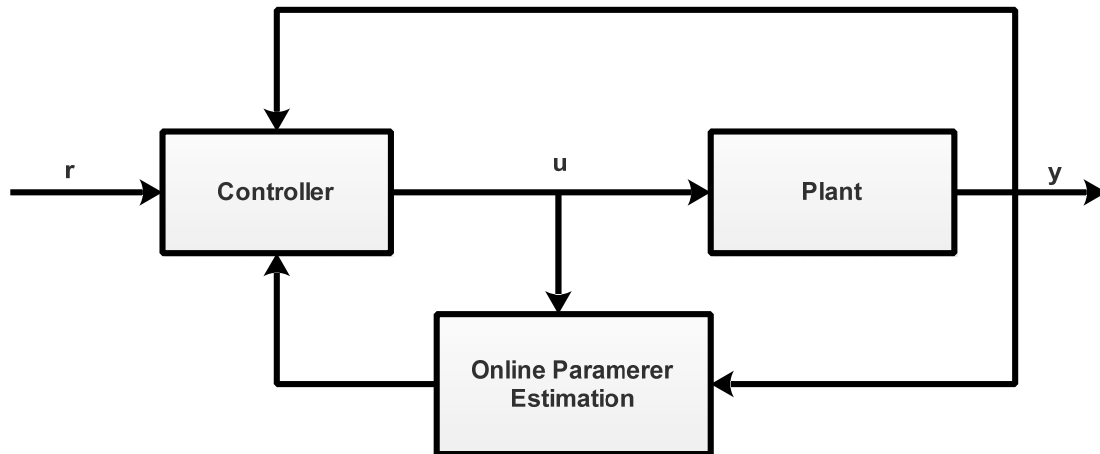 r
Controller
u
Plant
y
Online Paramerer
Estimation